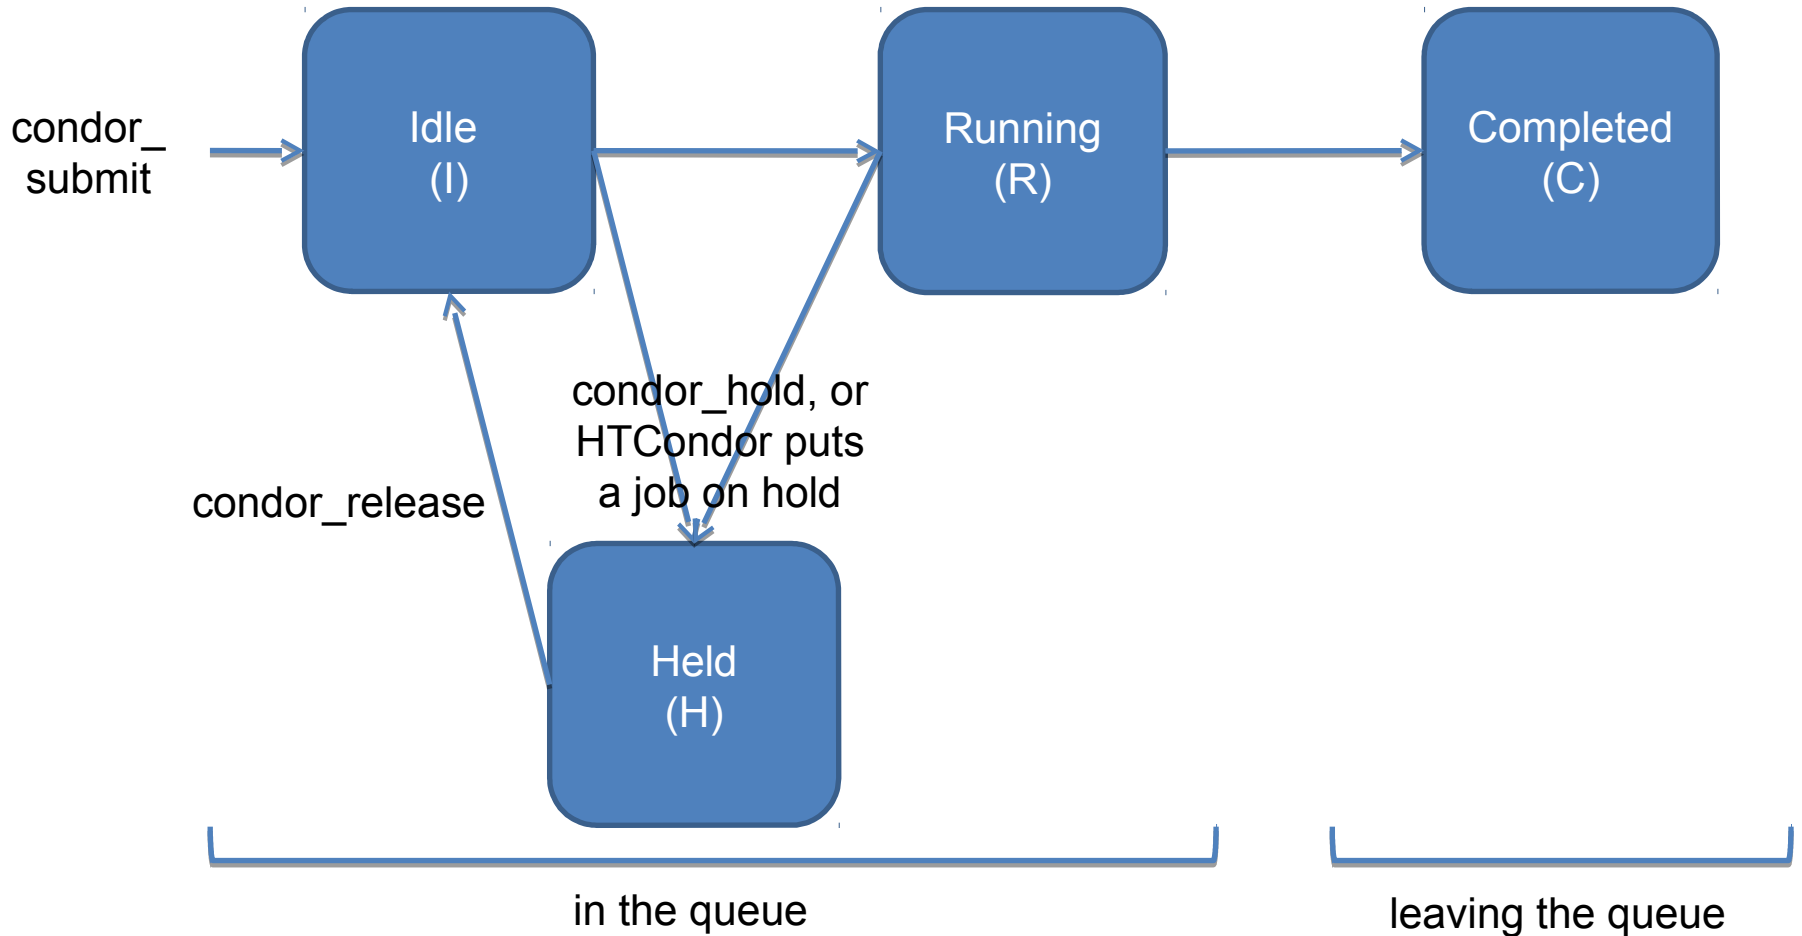 condor_
submit
Idle
(I)
Running
(R)
Completed
(C)
condor_hold, or
HTCondor puts
a job on hold
condor_release
Held
(H)
in the queue
leaving the queue